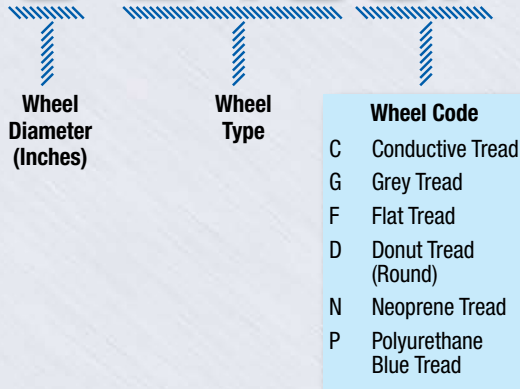 Wheel
Diameter
(Inches)
Wheel
Type
Wheel Code
C Conductive Tread
G Grey Tread
F Flat Tread
D Donut Tread
(Round)
N Neoprene Tread
P Polyurethane
Blue Tread